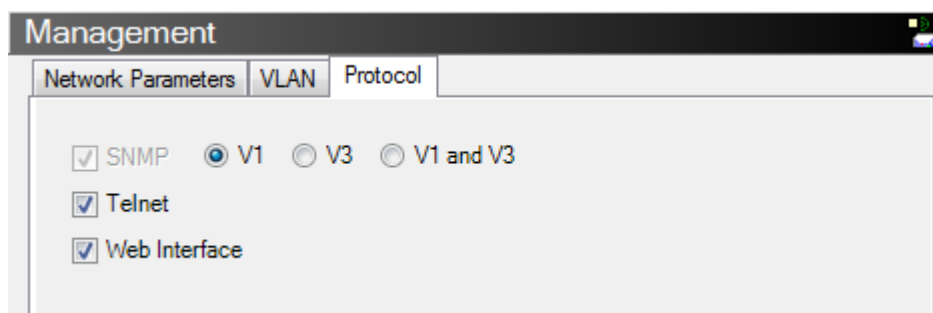 Management
Network Parameters VLAN Protocol
SNMP V1 V3 V1 and V3
Telnet
Web Interface